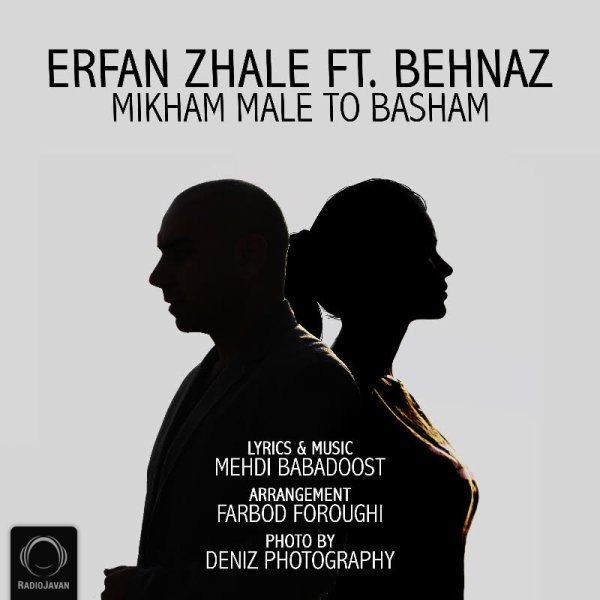 ERFAN ZHALE FT. BEHNAZ
MIKHAM MALE TO BASHAM
LYRICS & MUSIC
MEHDI BABADOOST
ARRANGEMENT
FARBOD FOROUGHI
PHOTO BY
DENIZ PHOTOGRAPHY
RADIOJAVAN